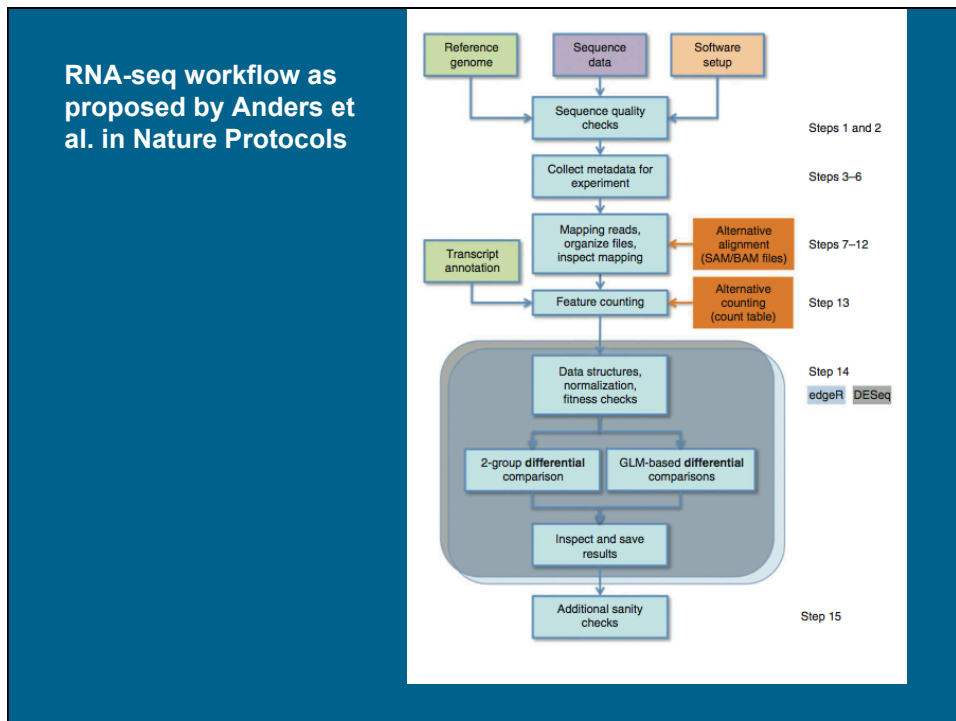 RNA-seq workflow as
proposed by Anders et
al. in Nature Protocols
Reference
genome
Sequence
data
Software
setup
Sequence quality
checks
Steps 1 and 2
Collect metadata for
experiment
Steps 3–6
Mapping reads,
organize files,
inspect mapping
Alternative
alignment
(SAM/BAM files)
Steps 7–12
Transcript
annotation
Feature counting
Alternative
counting
(count table)
Step 13
Data structures,
normalization,
fitness checks
Step 14
edgeR DESeq
2-group differential
comparison
GLM-based differential
comparisons
Inspect and save
results
Additional sanity
checks
Step 15